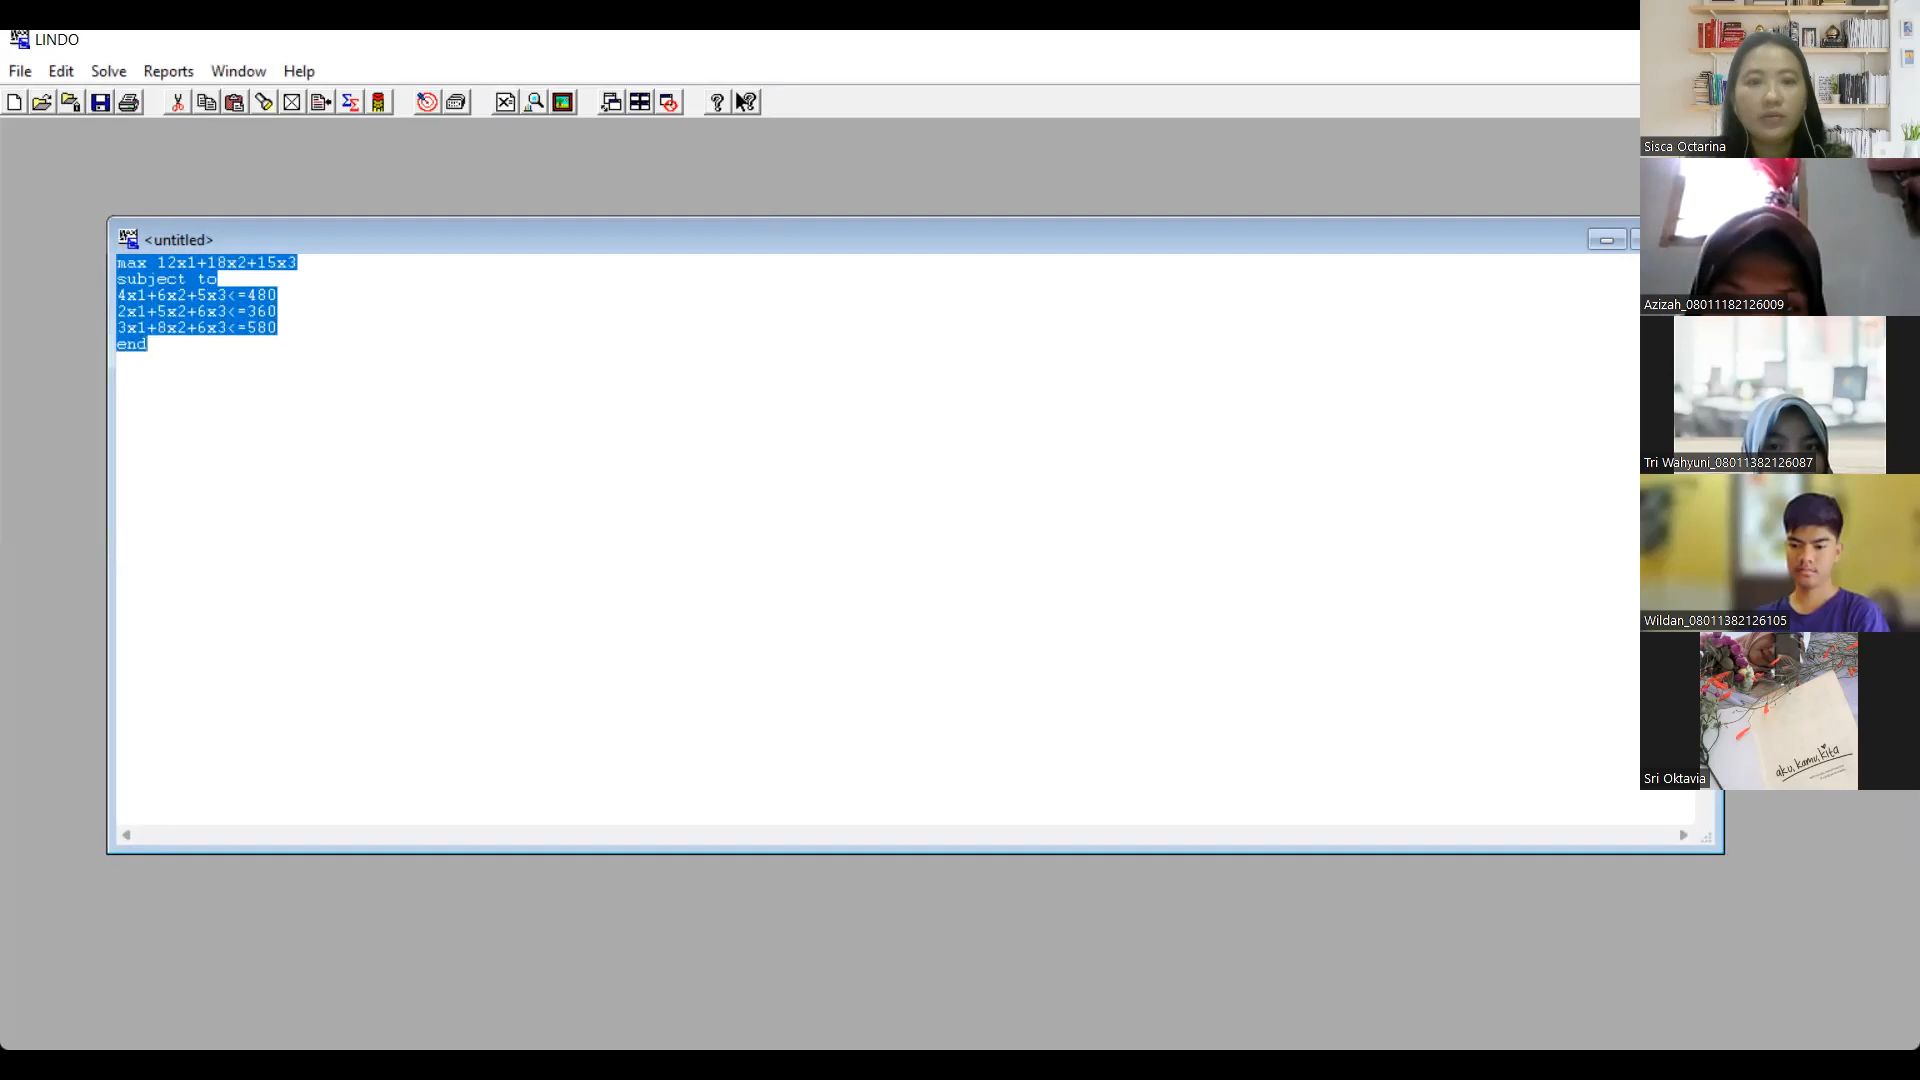 LINDO
File Edit Solve Reports Window Help
<untitled>
max 12x1+18x2+15x3
subject to
4x1+6x2+5x3<=480
2x1+5x2+6x3<=360
3x1+8x2+6x3<=580
end
Sisca Octarina
Azizah_08011182126009
Tri Wahyuni_08011382126087
Wildan_08011382126105
aku, kamu, kita
Sri Oktavia